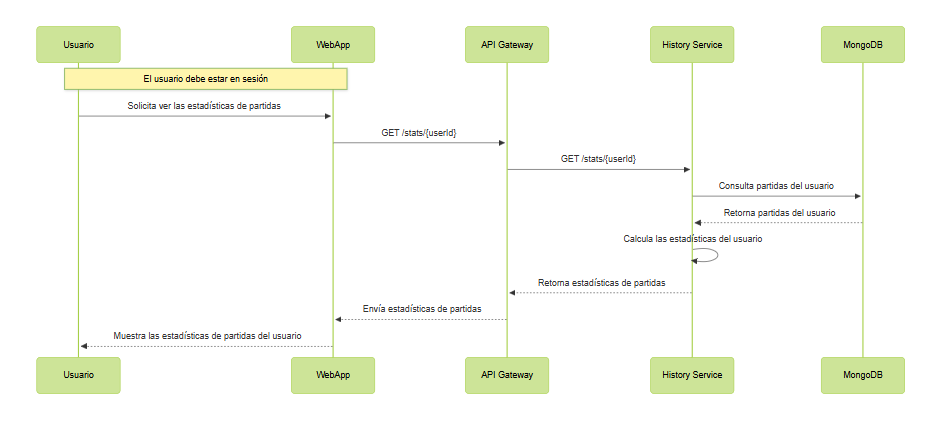 Usuario
WebApp
API Gateway
History Service
MongoDB
El usuario debe estar en sesión
Solicita ver las estadísticas de partidas
GET /stats/{userId}
GET /stats/{userId}
Consulta partidas del usuario
Retorna partidas del usuario
Calcula las estadísticas del usuario
Retorna estadísticas de partidas
Envía estadísticas de partidas
Muestra las estadísticas de partidas del usuario
Usuario
WebApp
API Gateway
History Service
MongoDB